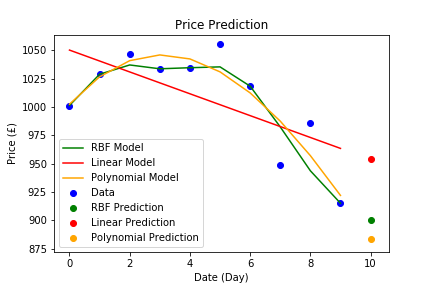 Price Prediction
Price (£)
1050
1025
1000
975
950
925
900
875
RBF Model
Linear Model
Polynomial Model
Data
RBF Prediction
Linear Prediction
Polynomial Prediction
0 2 4 6 8 10
Date (Day)